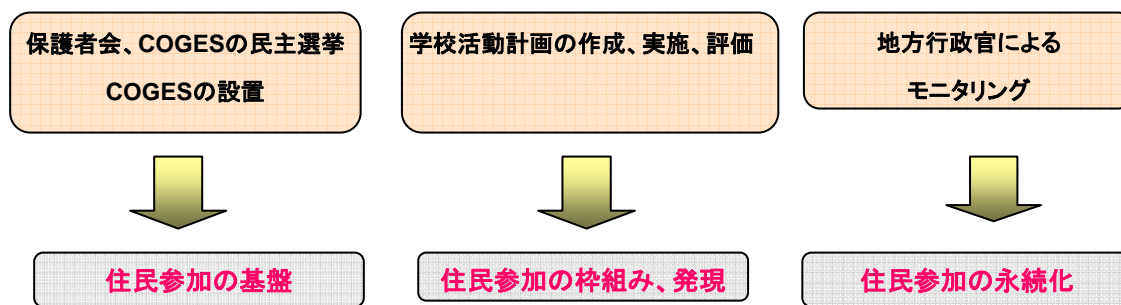 保護者会、COGESの民主選挙
COGESの設置
学校活動計画の作成、実施、評価
地方行政官による
モニタリング
住民参加の基盤
住民参加の枠組み、発現
住民参加の永続化